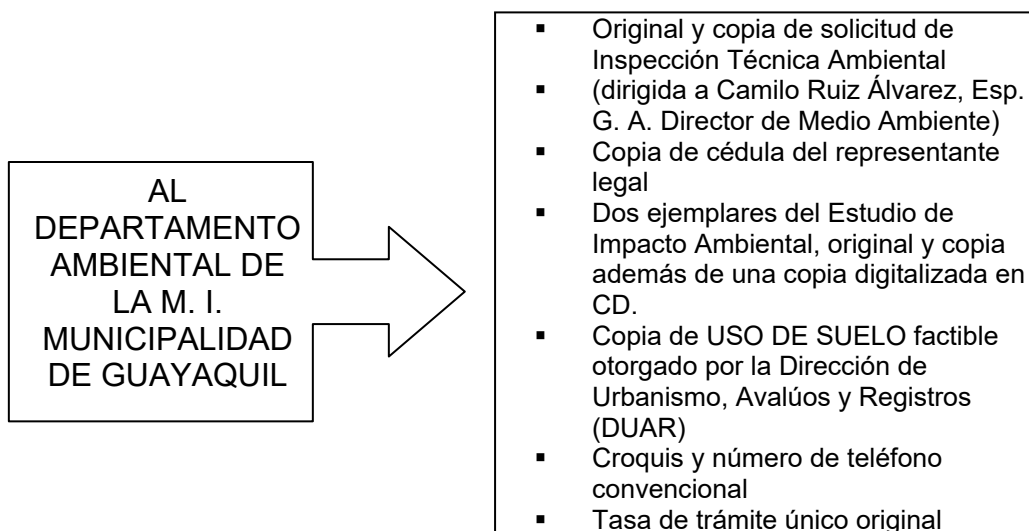 AL
DEPARTAMENTO
AMBIENTAL DE
LA M. I.
MUNICIPALIDAD
DE GUAYAQUIL
▪ Original y copia de solicitud de
Inspección Técnica Ambiental
▪ (dirigida a Camilo Ruiz Álvarez, Esp.
G. A. Director de Medio Ambiente)
▪ Copia de cédula del representante
legal
▪ Dos ejemplares del Estudio de
Impacto Ambiental, original y copia
además de una copia digitalizada en
CD.
▪ Copia de USO DE SUELO factible
otorgado por la Dirección de
Urbanismo, Avalúos y Registros
(DUAR)
▪ Croquis y número de teléfono
convencional
▪ Tasa de trámite único original